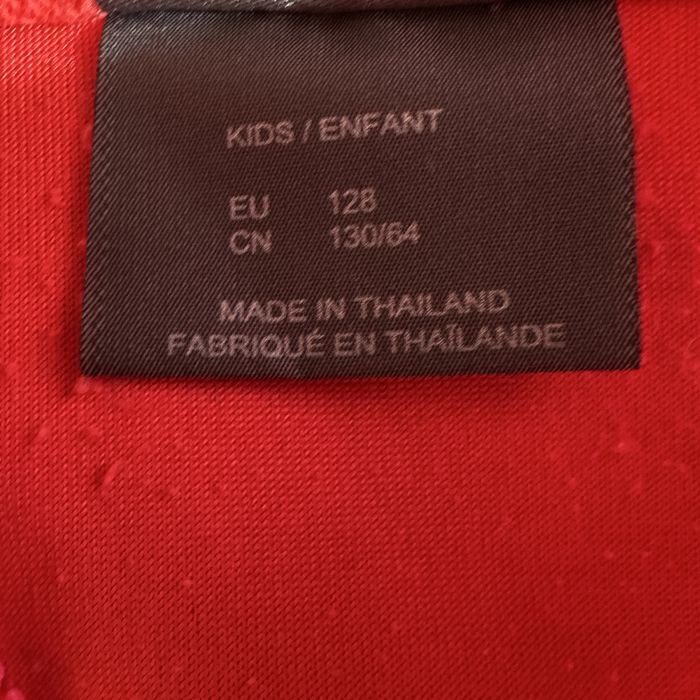 KIDS / ENFANT
EU 128
CN 130/64
MADE IN THAILAND
FABRIQUÉ EN THAÏLANDE